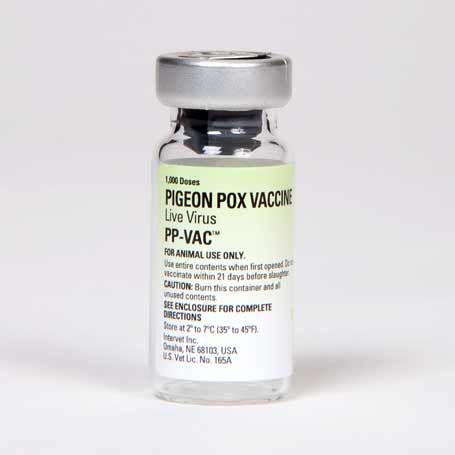 1,000 Doses
PIGEON POX VACCINE
Live Virus
PP-VAC™
FOR ANIMAL USE ONLY.
Use entire contents when first opened. Do
vaccinate within 21 days before slaughter.
CAUTION: Burn this container and all
unused contents.
SEE ENCLOSURE FOR COMPLETE
DIRECTIONS
Store at 2° to 7°C (35° to 45°F).
Intervet Inc.
Omaha, NE 68103, USA
U.S. Vet Lic. No. 165A